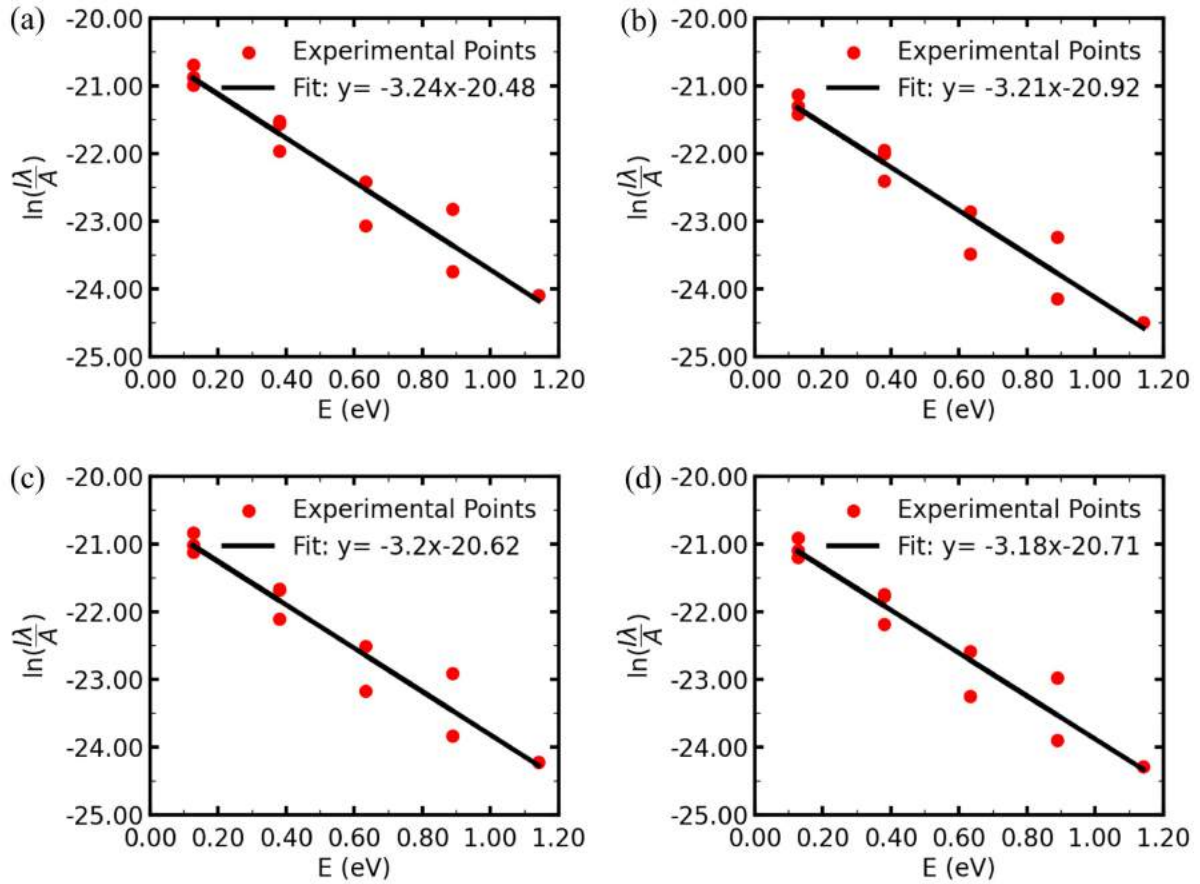 (a)
-20.00
-21.00
-22.00
-23.00
-24.00
-25.00
ln(Iλ/A)
Experimental Points
Fit: y= -3.24x-20.48
0.00 0.20 0.40 0.60 0.80 1.00 1.20
E (eV)
(b)
-20.00
-21.00
-22.00
-23.00
-24.00
-25.00
ln(Iλ/A)
Experimental Points
Fit: y= -3.21x-20.92
0.00 0.20 0.40 0.60 0.80 1.00 1.20
E (eV)
(c)
-20.00
-21.00
-22.00
-23.00
-24.00
-25.00
ln(Iλ/A)
Experimental Points
Fit: y= -3.2x-20.62
0.00 0.20 0.40 0.60 0.80 1.00 1.20
E (eV)
(d)
-20.00
-21.00
-22.00
-23.00
-24.00
-25.00
ln(Iλ/A)
Experimental Points
Fit: y= -3.18x-20.71
0.00 0.20 0.40 0.60 0.80 1.00 1.20
E (eV)